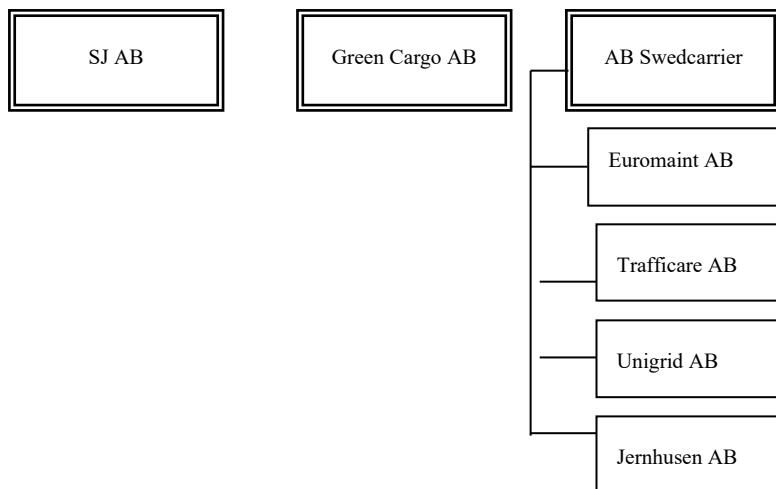 SJ AB
Green Cargo AB
AB Swedcarrier
Euromaint AB
Trafficare AB
Unigrid AB
Jernhusen AB